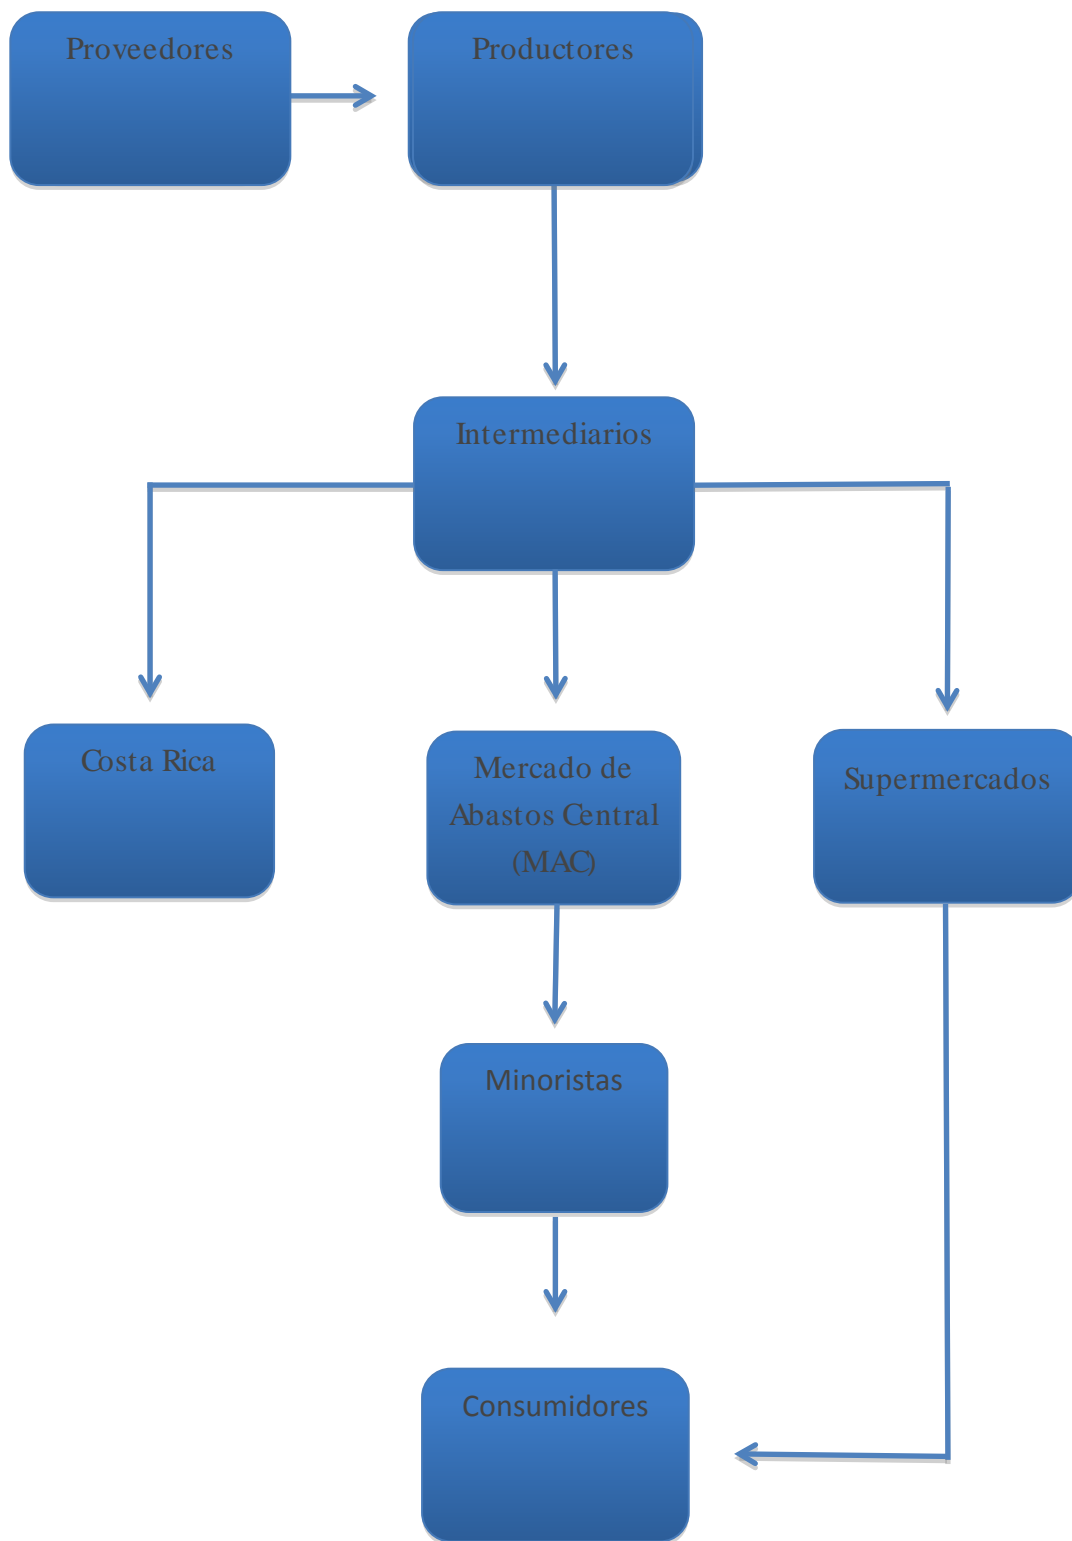 Proveedores
Productores
Intermediarios
Costa Rica
Mercado de
Abastos Central
(MAC)
Supermercados
Minoristas
Consumidores